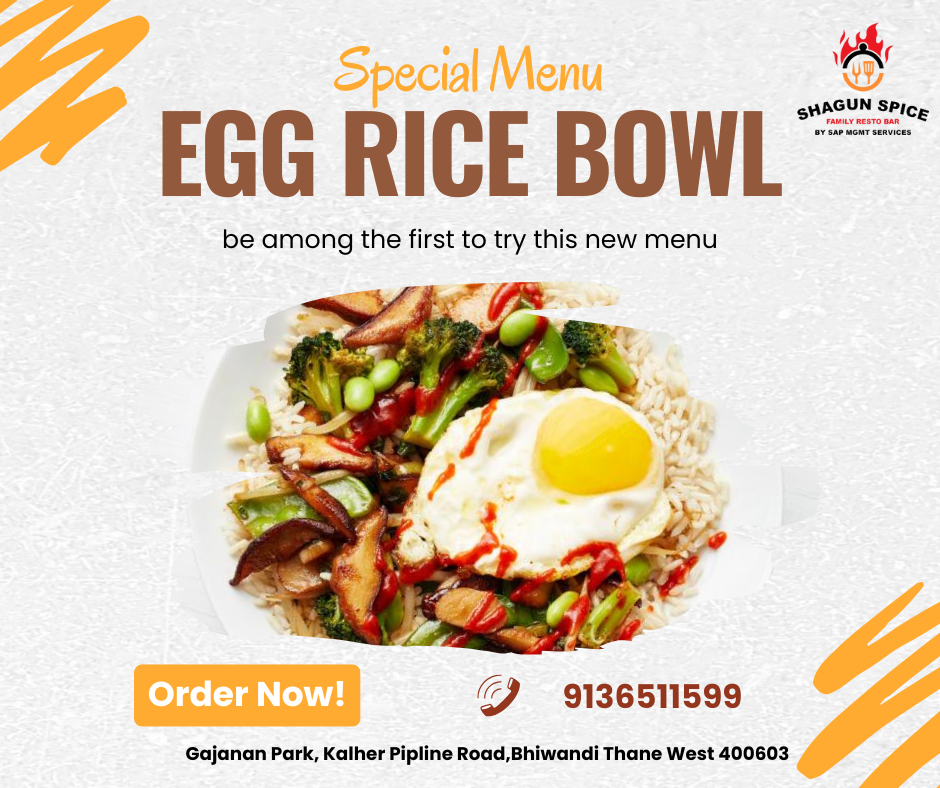 Special Menu
EGG RICE BOWL
be among the first to try this new menu
SHAGUN SPICE
FAMILY RESTO BAR
BY SAP MGMT SERVICES
Order Now!
9136511599
Gajanan Park, Kalher Pipline Road,Bhiwandi Thane West 400603